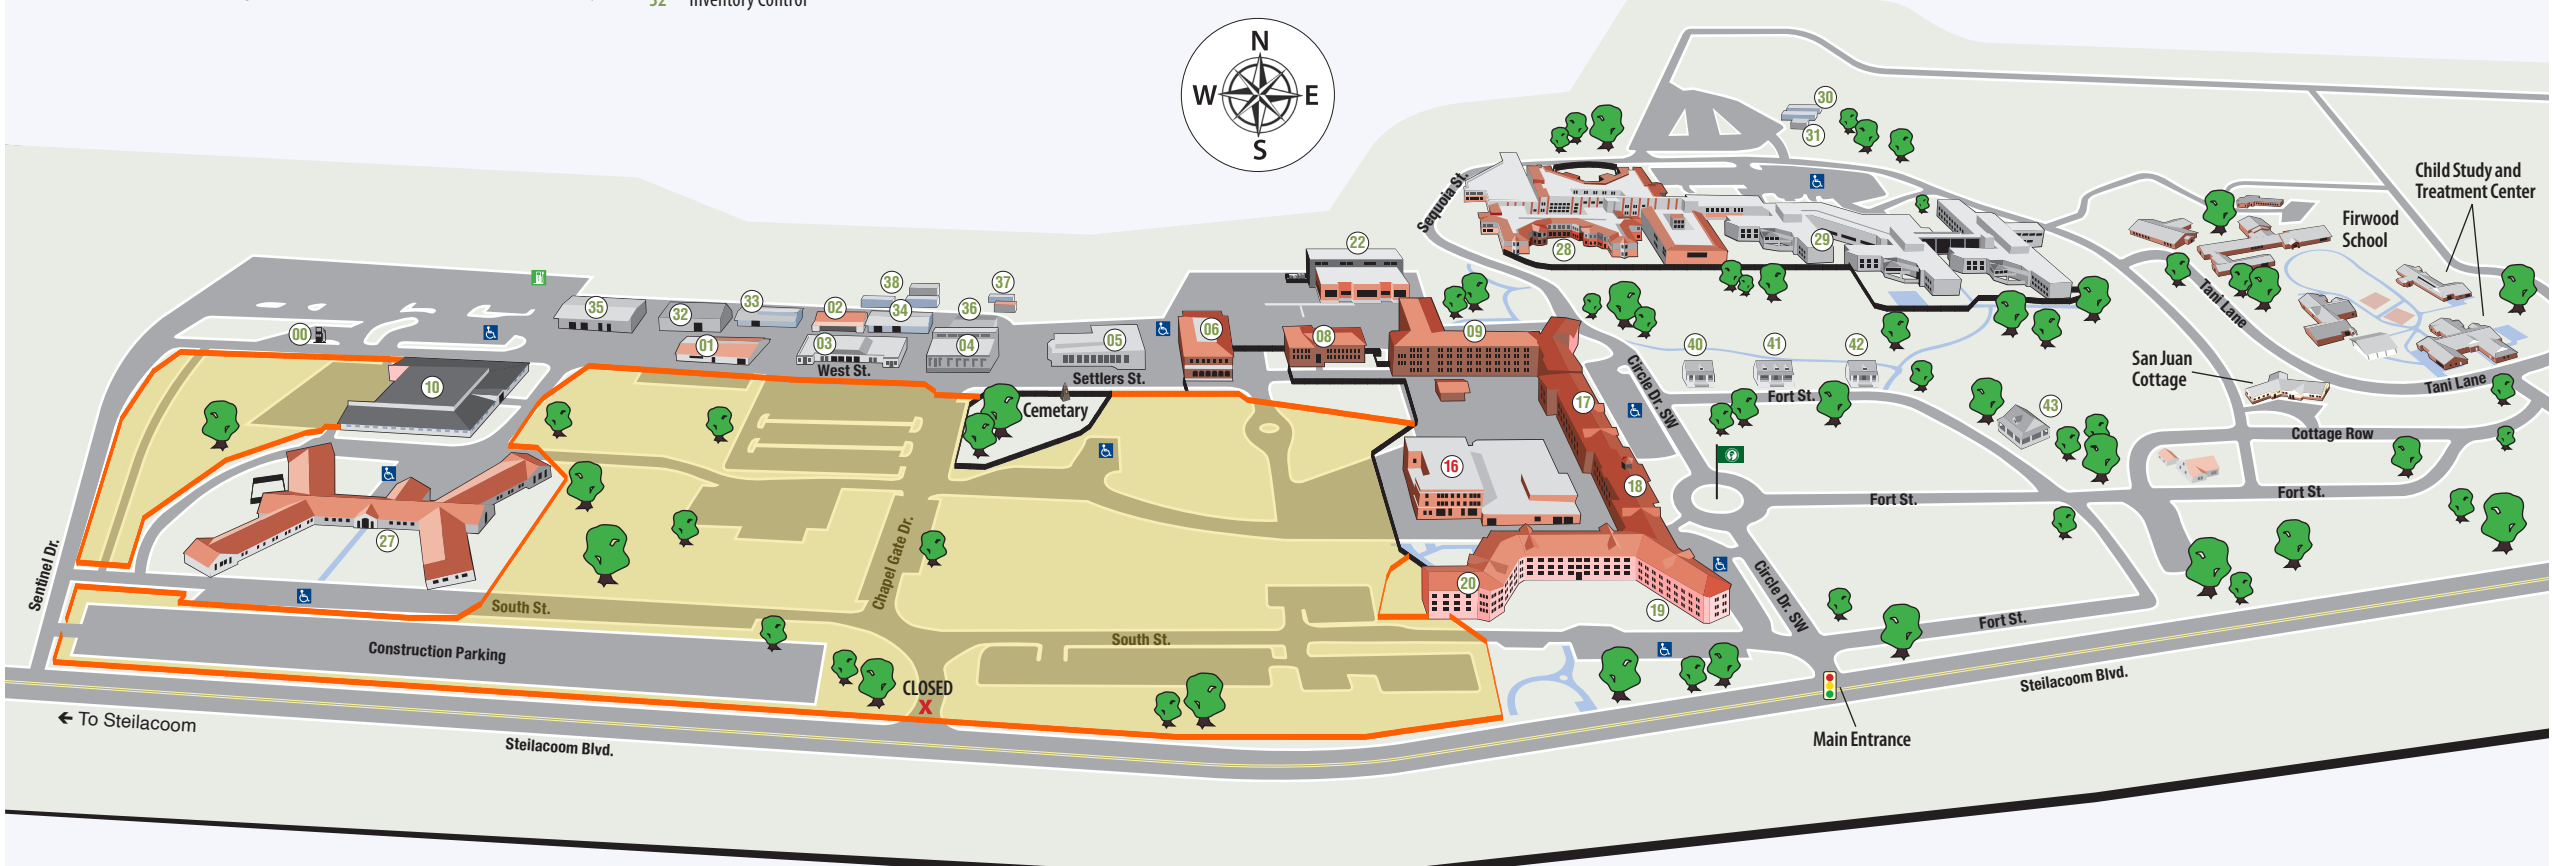 32 Inventory Control
N
W E
S
30
31
Child Study and
Treatment Center
Firwood
School
Sequoia St.
28
29
22
Tani Lane
38
37
35
32
33
02
34
36
00
01
03
04
05
06
08
09
West St.
Settlers St.
40
41
42
Circle Dr. SW
Fort St.
San Juan
Cottage
Tani Lane
10
Cemetary
17
43
Cottage Row
16
18
Fort St.
Fort St.
27
Sentinel Dr.
Chapel Gate Dr.
20
19
Circle Dr. SW
South St.
South St.
Fort St.
Construction Parking
CLOSED
X
Steilacoom Blvd.
To Steilacoom
Steilacoom Blvd.
Main Entrance